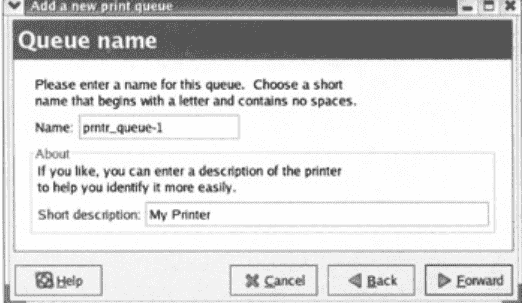 Add a new print queue
Queue name
Please enter a name for this queue. Choose a short
name that begins with a letter and contains no spaces.
Name: prntr_queue-1
About
If you like, you can enter a description of the printer
to help you identify it more easily.
Short description: My Printer
Help Cancel Back Forward